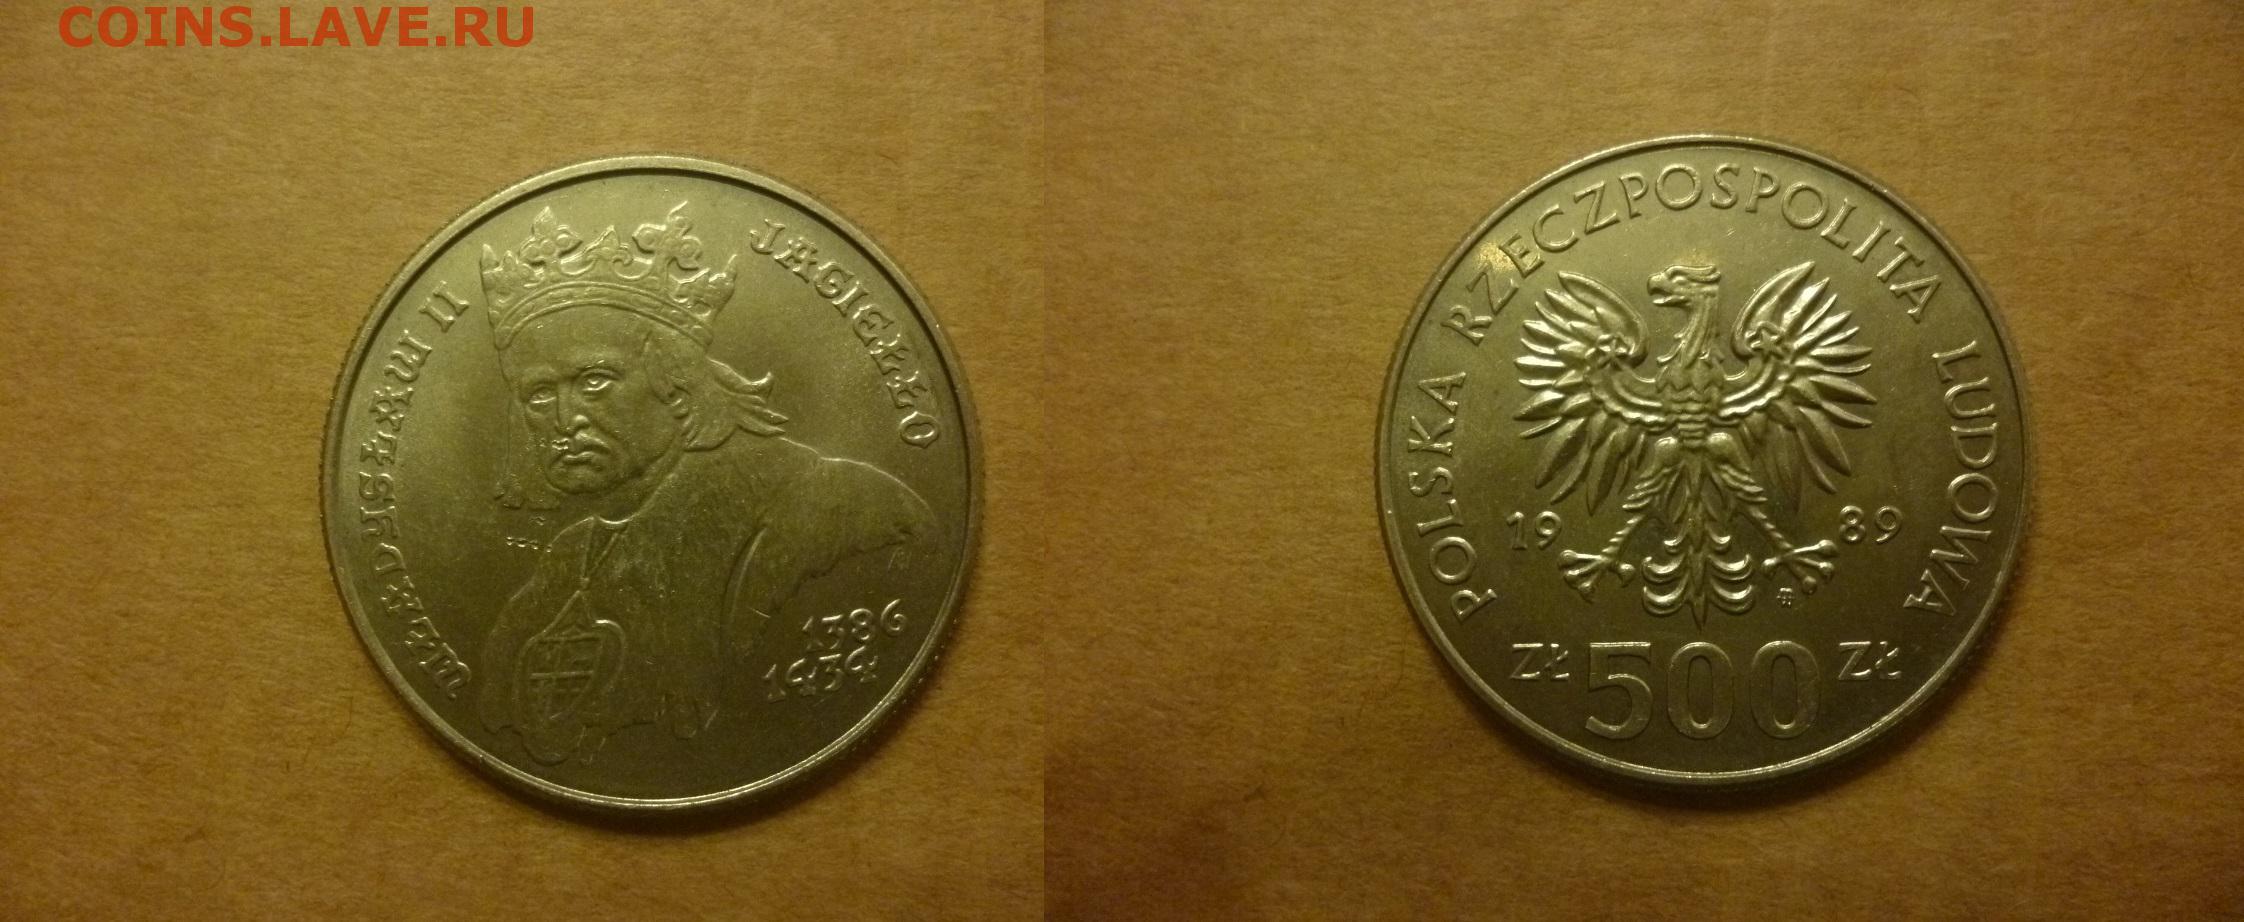 COINS.LAVE.RU
WŁADYSŁAW II JAGIEŁŁO
1386
1434
POLSKA RZECZPOSPOLITA LUDOWA
19 89
ZŁ 500 ZŁ